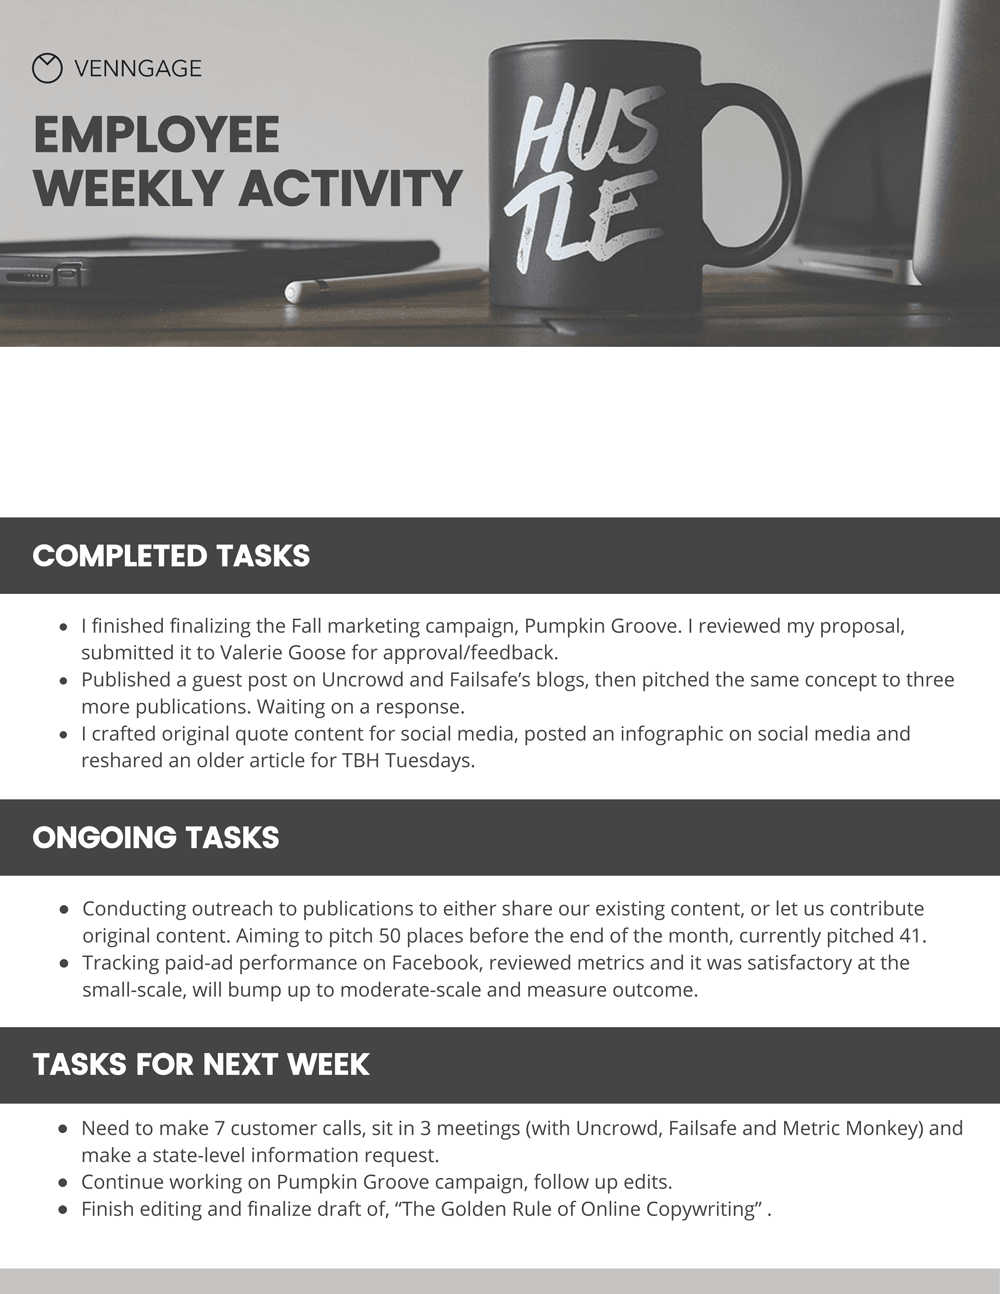 VENNGAGE
EMPLOYEE
WEEKLY ACTIVITY
HUS
TLE
COMPLETED TASKS
• I finished finalizing the Fall marketing campaign, Pumpkin Groove. I reviewed my proposal,
submitted it to Valerie Goose for approval/feedback.
• Published a guest post on Uncrowd and Failsafe’s blogs, then pitched the same concept to three
more publications. Waiting on a response.
• I crafted original quote content for social media, posted an infographic on social media and
reshared an older article for TBH Tuesdays.
ONGOING TASKS
• Conducting outreach to publications to either share our existing content, or let us contribute
original content. Aiming to pitch 50 places before the end of the month, currently pitched 41.
• Tracking paid-ad performance on Facebook, reviewed metrics and it was satisfactory at the
small-scale, will bump up to moderate-scale and measure outcome.
TASKS FOR NEXT WEEK
• Need to make 7 customer calls, sit in 3 meetings (with Uncrowd, Failsafe and Metric Monkey) and
make a state-level information request.
• Continue working on Pumpkin Groove campaign, follow up edits.
• Finish editing and finalize draft of, “The Golden Rule of Online Copywriting” .